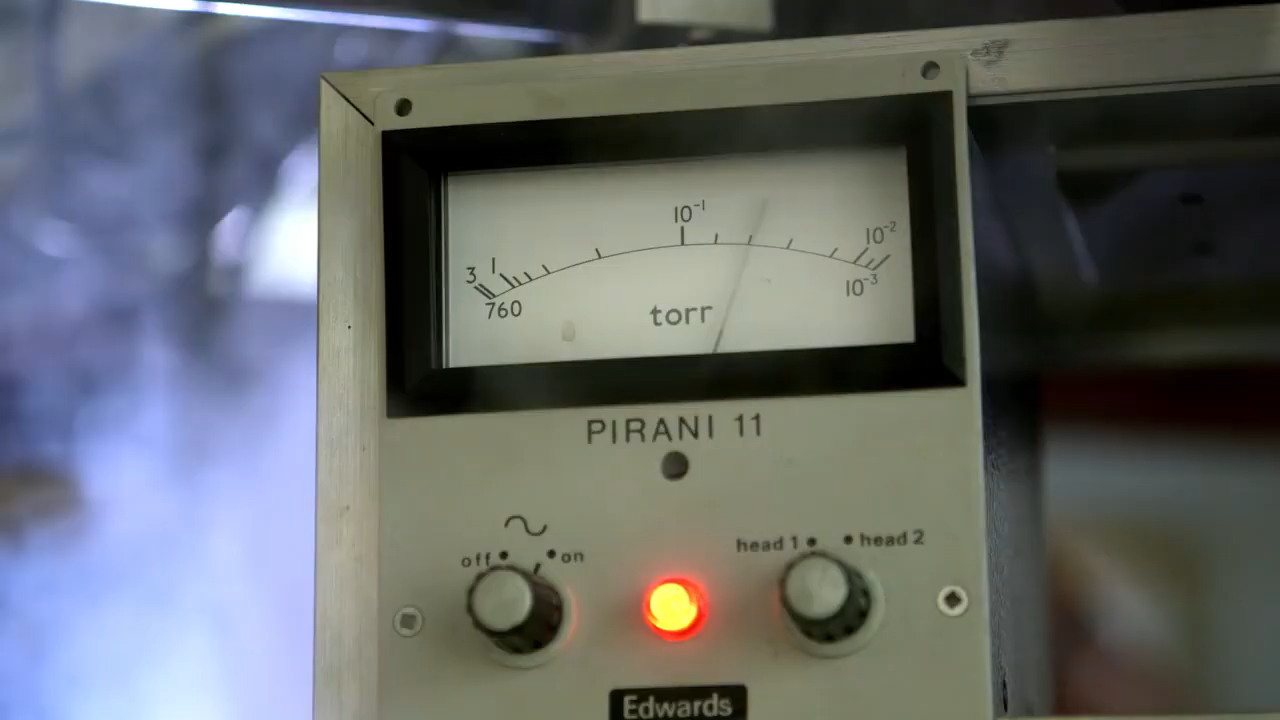 10⁻¹
3 1 10⁻²
760 10⁻³
torr
PIRANI 11
off on
head 1 head 2
Edwards